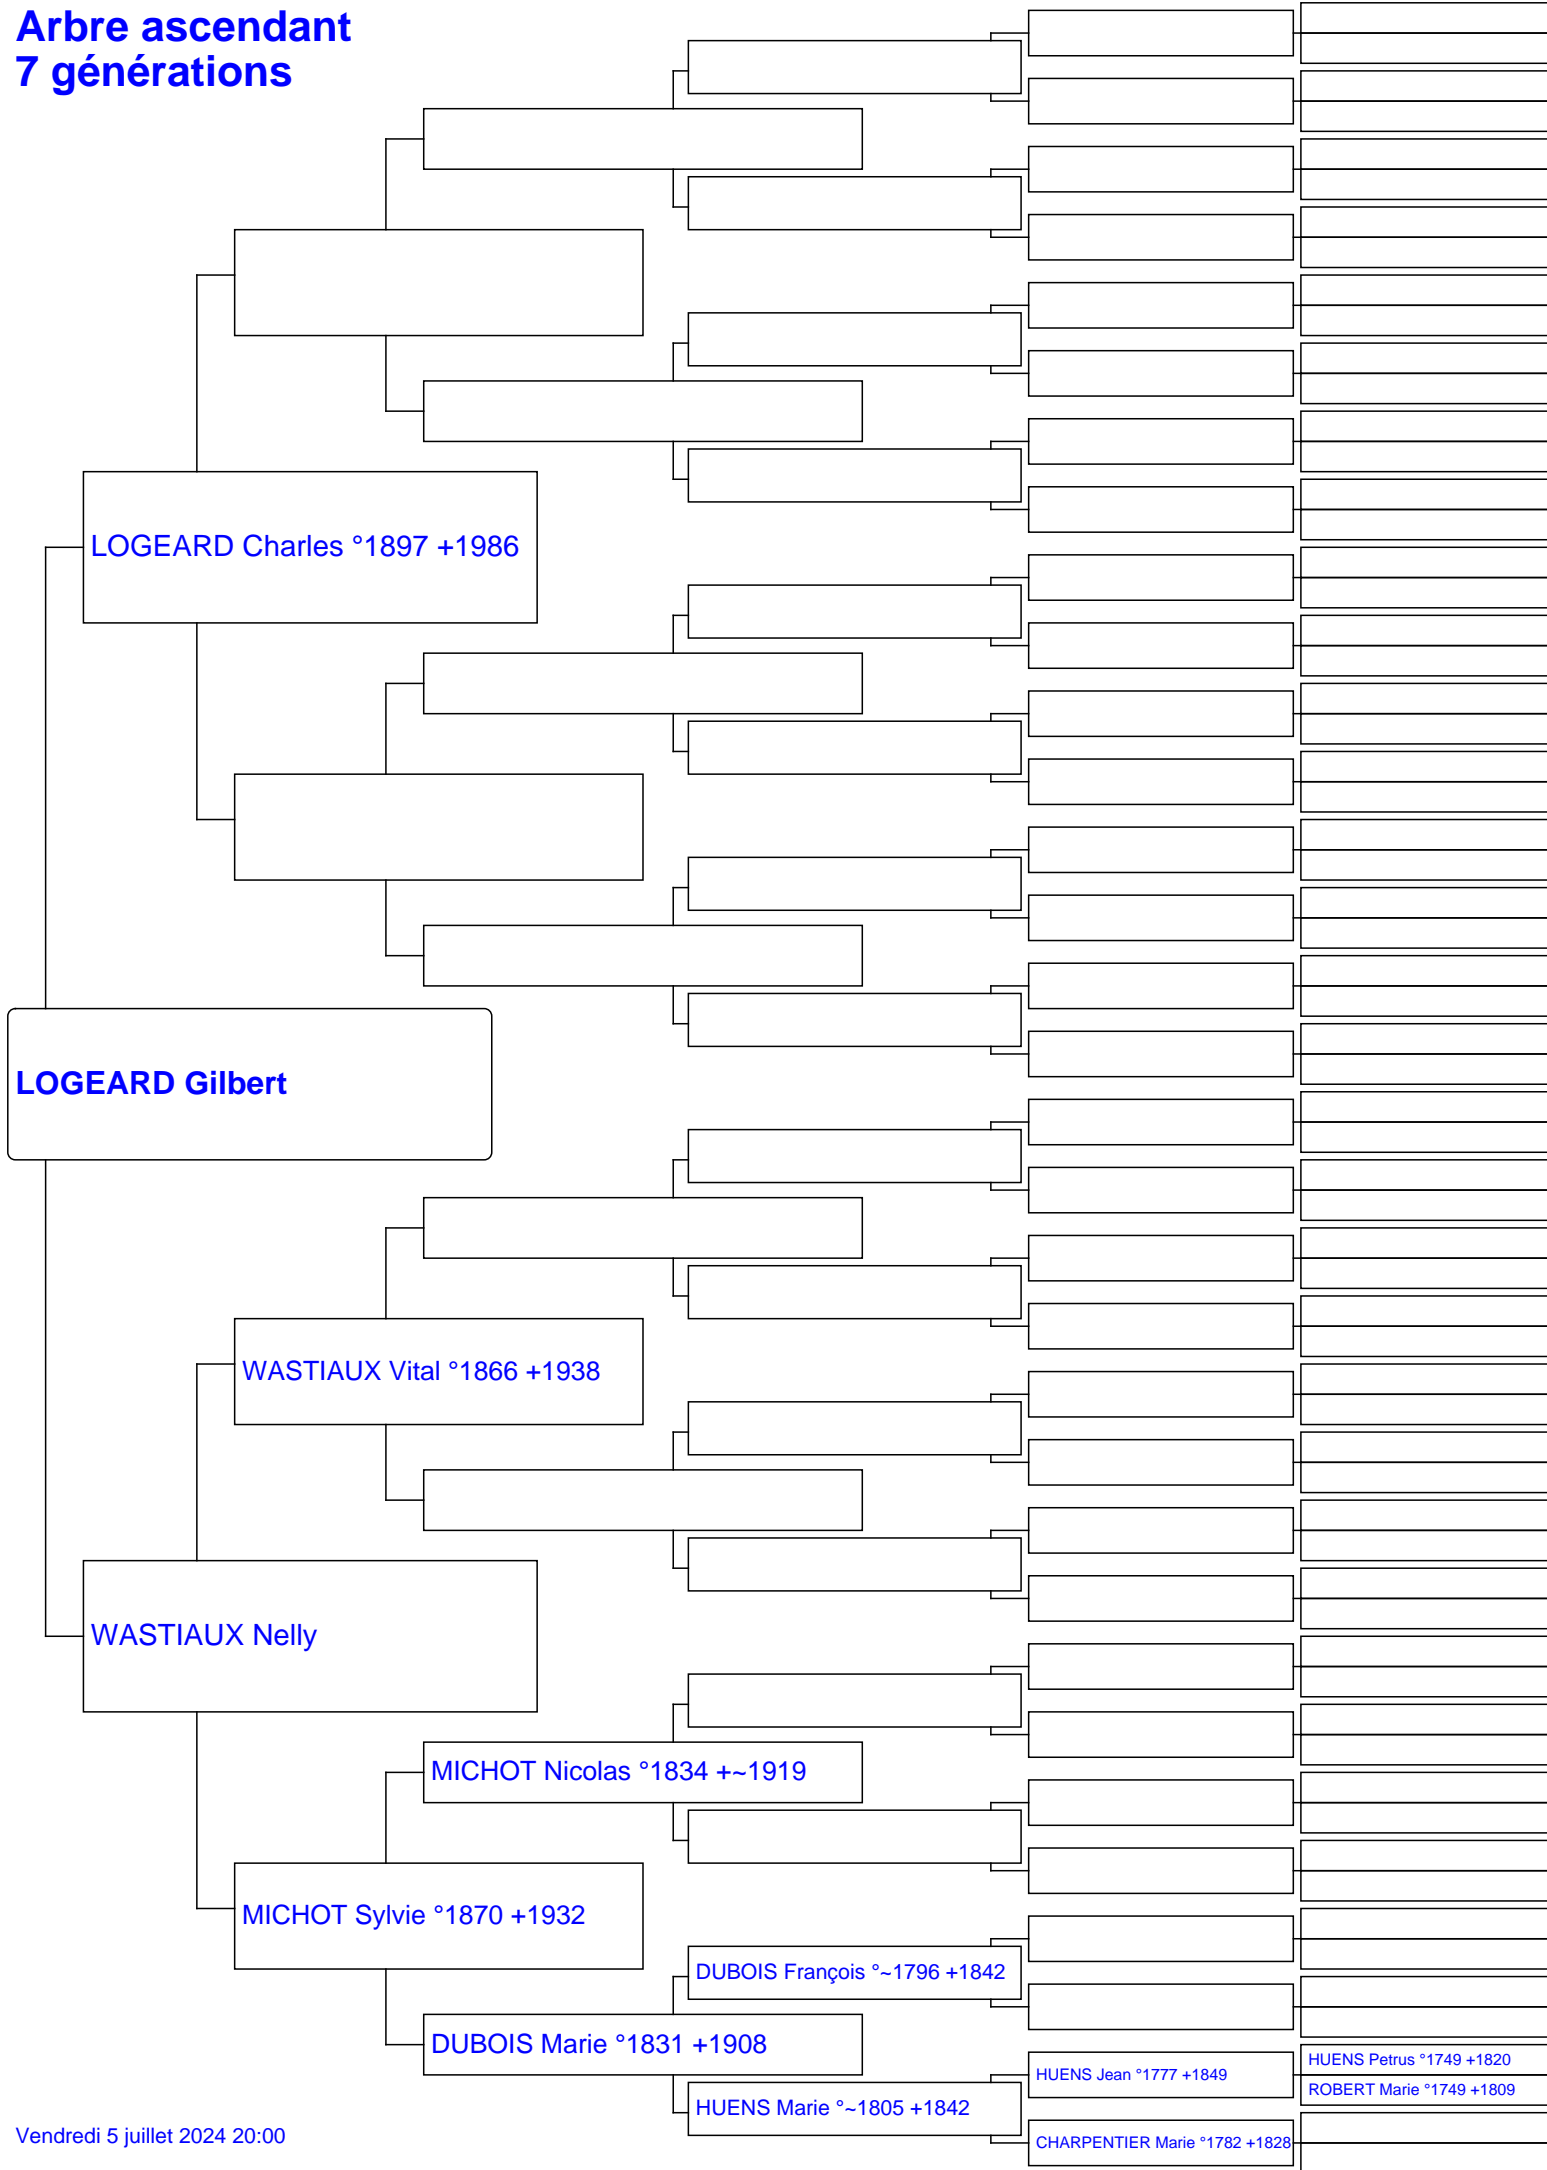 Arbre ascendant
7 générations
LOGEARD Charles °1897 +1986
LOGEARD Gilbert
WASTIAUX Vital °1866 +1938
WASTIAUX Nelly
MICHOT Nicolas °1834 +~1919
MICHOT Sylvie °1870 +1932
DUBOIS François °~1796 +1842
DUBOIS Marie °1831 +1908
HUENS Petrus °1749 +1820
HUENS Jean °1777 +1849
ROBERT Marie °1749 +1809
HUENS Marie °~1805 +1842
CHARPENTIER Marie °1782 +1828
Vendredi 5 juillet 2024 20:00